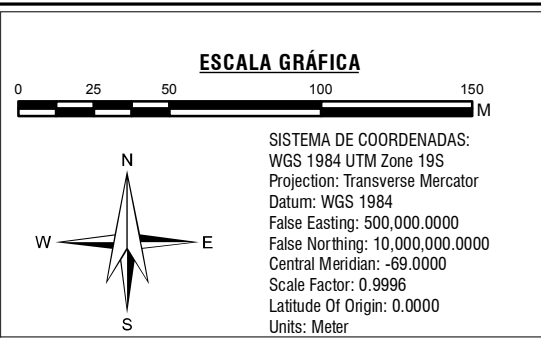 ESCALA GRÁFICA
0 25 50 100 150
M
SISTEMA DE COORDENADAS:
WGS 1984 UTM Zone 19S
Projection: Transverse Mercator
Datum: WGS 1984
False Easting: 500,000.0000
False Northing: 10,000,000.0000
Central Meridian: -69.0000
Scale Factor: 0.9996
Latitude Of Origin: 0.0000
Units: Meter
N
W E
S